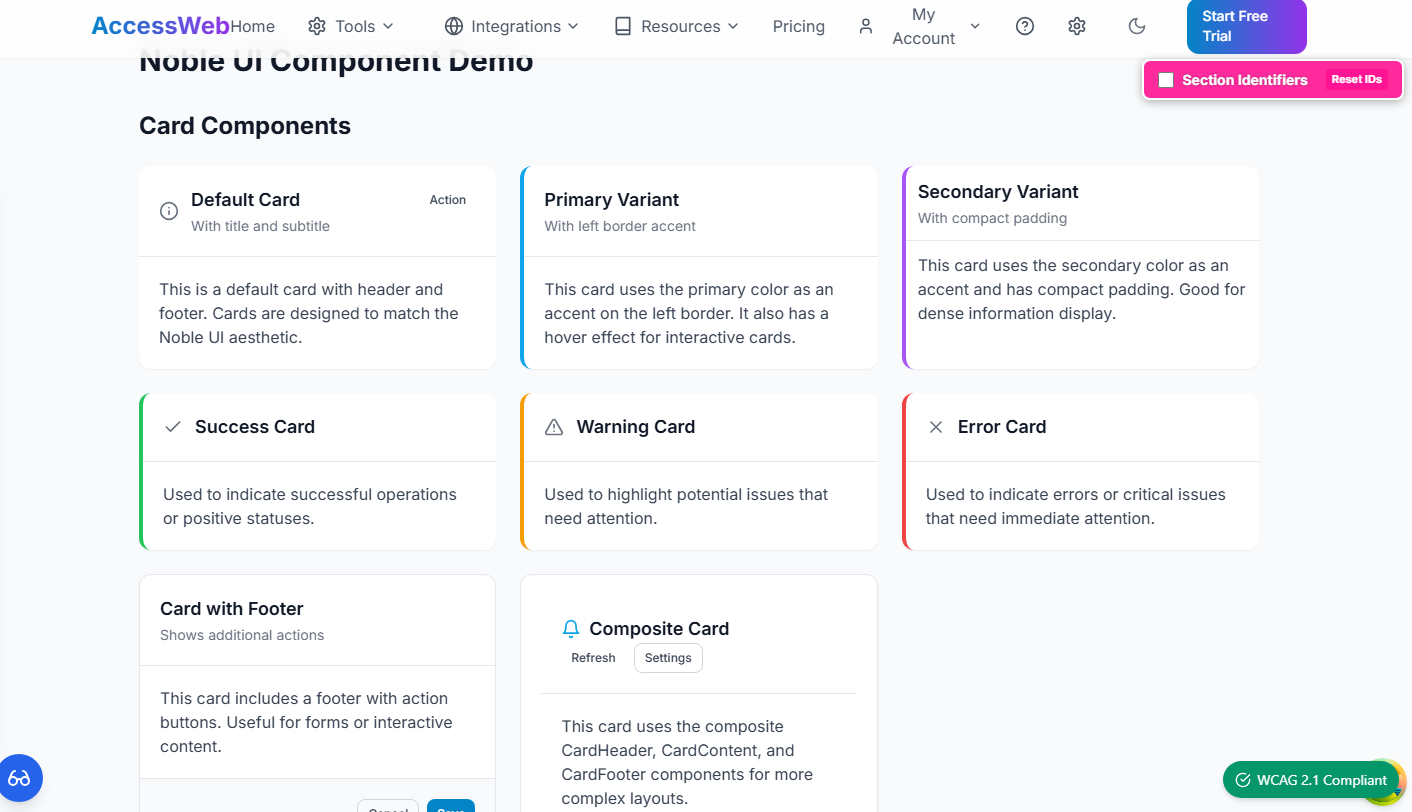 AccessWeb Home Tools Integrations Resources Pricing My Account Start Free Trial
Noble UI Component Demo
Section Identifiers Reset IDs
Card Components
Default Card Action
With title and subtitle
This is a default card with header and
footer. Cards are designed to match the
Noble UI aesthetic.
Primary Variant
With left border accent
This card uses the primary color as an
accent on the left border. It also has a
hover effect for interactive cards.
Secondary Variant
With compact padding
This card uses the secondary color as an
accent and has compact padding. Good for
dense information display.
Success Card
Used to indicate successful operations
or positive statuses.
Warning Card
Used to highlight potential issues that
need attention.
Error Card
Used to indicate errors or critical issues
that need immediate attention.
Card with Footer
Shows additional actions
This card includes a footer with action
buttons. Useful for forms or interactive
content.
Cancel Save
Composite Card
Refresh Settings
This card uses the composite
CardHeader, CardContent, and
CardFooter components for more
complex layouts.
WCAG 2.1 Compliant